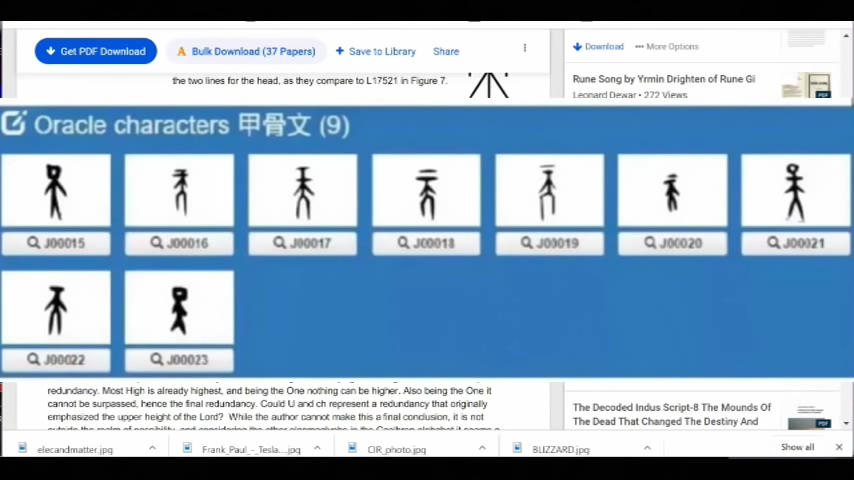 Get PDF Download
Bulk Download (37 Papers)
+ Save to Library
Share
the two lines for the head, as they compare to L17521 in Figure 7.
Download
More Options
Rune Song by Yrmin Drighten of Rune Gi
Leonard Dewar • 272 Views
Oracle characters 甲骨文 (9)
J00015
J00016
J00017
J00018
J00019
J00020
J00021
J00022
J00023
redundancy. Most High is already highest, and being the One nothing can be higher. Also being the One it
cannot be surpassed, hence the final redundancy. Could U and ch represent a redundancy that originally
emphasized the upper height of the Lord? While the author cannot make this a final conclusion, it is not
The Decoded Indus Script-8 The Mounds Of
The Dead That Changed The Destiny And
elecandmatter.jpg
Frank_Paul_-_Tesla....jpg
CIR_photo.jpg
BLIZZARD.jpg
Show all